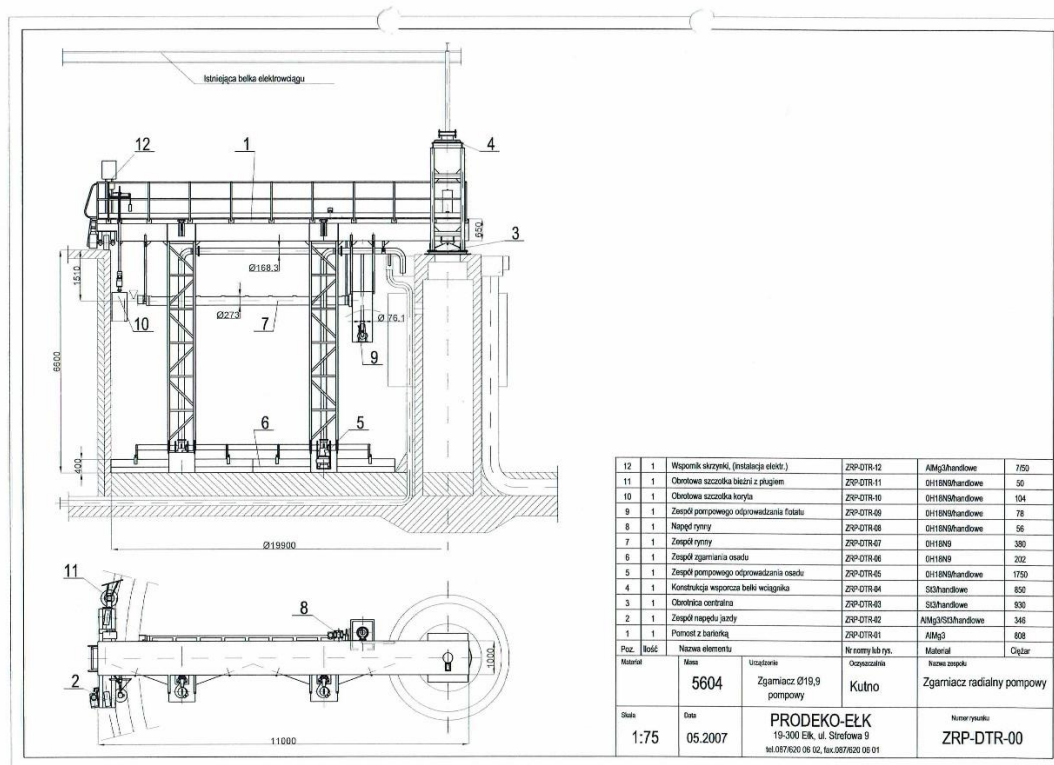 Istniejąca belka elektrowciągu
12
1
4
3
650
Ø168.3
1510
Ø273
Ø 76.1
10
7
9
6600
6
5
400
Ø19900
11
8
1000
2
11000
12 1 Wspornik skrzynki, (instalacja elektr.) ZRP-DTR-12 AlMg3/handlowe 7/50
11 1 Obrotowa szczotka bieżni z pługiem ZRP-DTR-11 0H18N9/handlowe 50
10 1 Obrotowa szczotka koryta ZRP-DTR-10 0H18N9/handlowe 104
9 1 Zespół pompowego odprowadzania flotatu ZRP-DTR-09 0H18N9/handlowe 78
8 1 Napęd rynny ZRP-DTR-08 0H18N9/handlowe 56
7 1 Zespół rynny ZRP-DTR-07 0H18N9 380
6 1 Zespół zgarniania osadu ZRP-DTR-06 0H18N9 202
5 1 Zespół pompowego odprowadzania osadu ZRP-DTR-05 0H18N9/handlowe 1750
4 1 Konstrukcja wsporcza belki wciągnika ZRP-DTR-04 St3/handlowe 850
3 1 Obrotnica centralna ZRP-DTR-03 St3/handlowe 930
2 1 Zespół napędu jazdy ZRP-DTR-02 AlMg3/St3/handlowe 346
1 1 Pomost z barierką ZRP-DTR-01 AlMg3 808
Poz. Ilość Nazwa elementu Nr normy lub rys. Materiał Ciężar
Materiał Masa Urządzenie Oczyszczalnia Nazwa zespołu
5604 Zgarniacz Ø19,9 pompowy Kutno Zgarniacz radialny pompowy
Skala Data PRODEKO-EŁK Numer rysunku
1:75 05.2007 19-300 Ełk, ul. Strefowa 9 ZRP-DTR-00
tel.087/620 06 02, fax.087/620 06 01